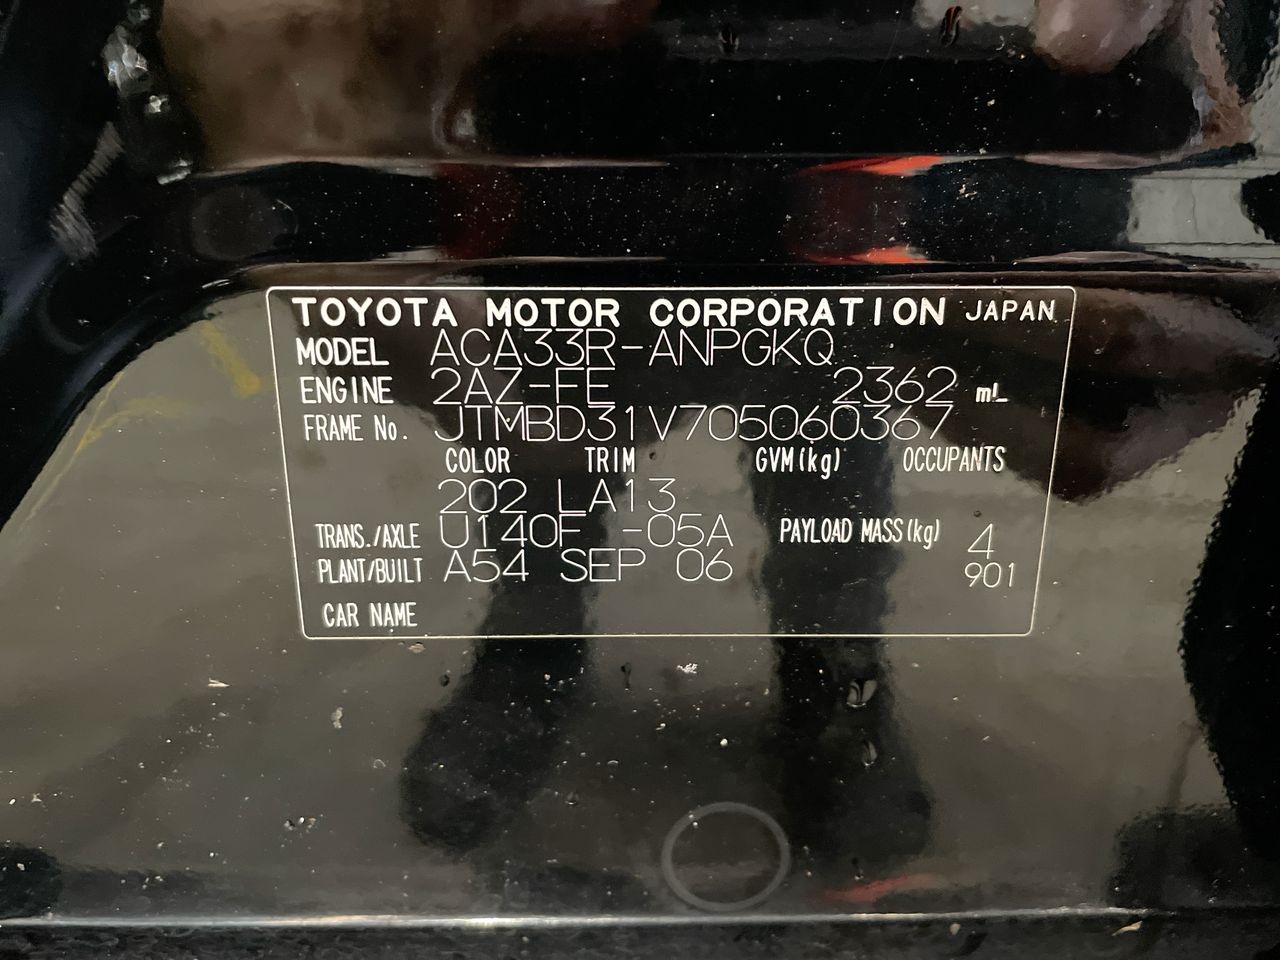 TOYOTA MOTOR CORPORATION JAPAN
MODEL ACA33R-ANPGKQ
ENGINE 2AZ-FE 2362 mL
FRAME No. JTMBD31V705060367
COLOR TRIM GVM(kg) OCCUPANTS
202 LA13
TRANS./AXLE U140F -05A PAYLOAD MASS(kg) 4
PLANT/BUILT A54 SEP 06 901
CAR NAME